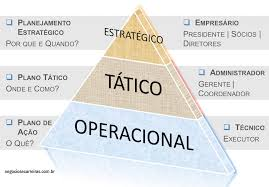 PLANEJAMENTO
ESTRATÉGICO
POR QUE E QUANDO?
ESTRATÉGICO
EMPRESÁRIO
PRESIDENTE | SÓCIOS |
DIRETORES
PLANO TÁTICO
ONDE E COMO?
TÁTICO
ADMINISTRADOR
GERENTE |
COORDENADOR
PLANO DE
AÇÃO
O QUÊ?
OPERACIONAL
TÉCNICO
EXECUTOR
negocioscarreiras.com.br